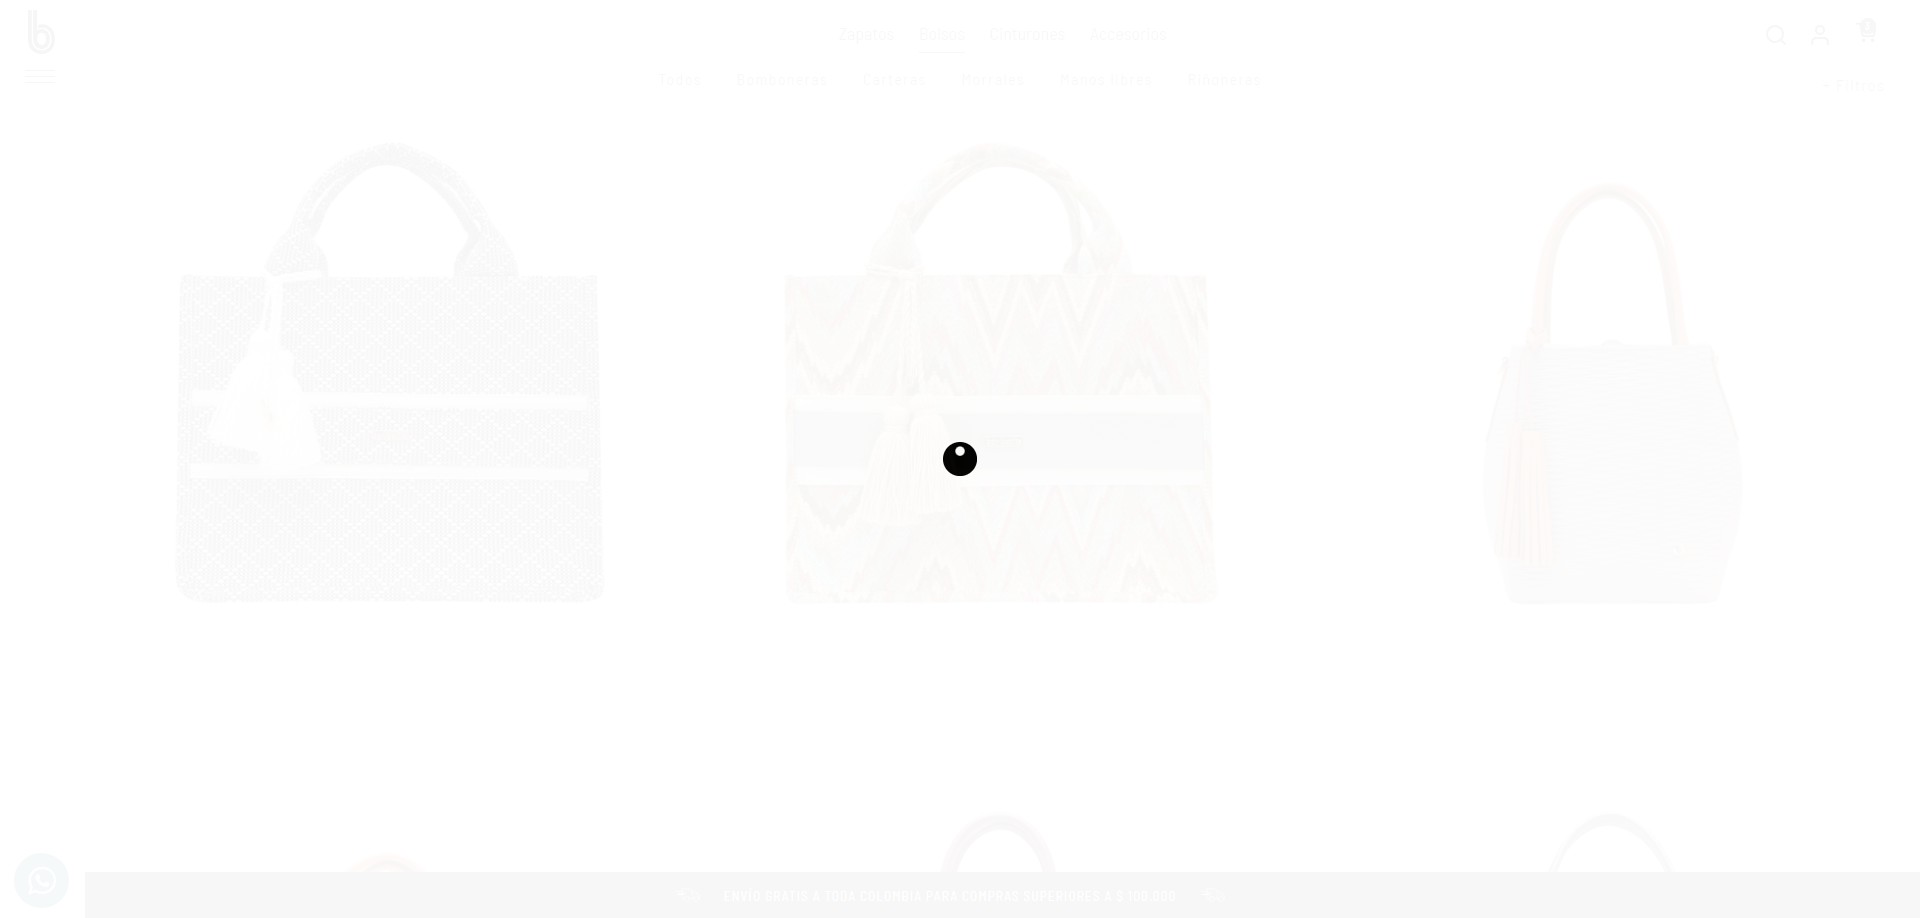 b
Zapatos Bolsos Cinturones Accesorios
Todos Bomboneras Carteras Morrales Manos libres Riñoneras
+ Filtros
ENVÍO GRATIS A TODA COLOMBIA PARA COMPRAS SUPERIORES A $ 100.000